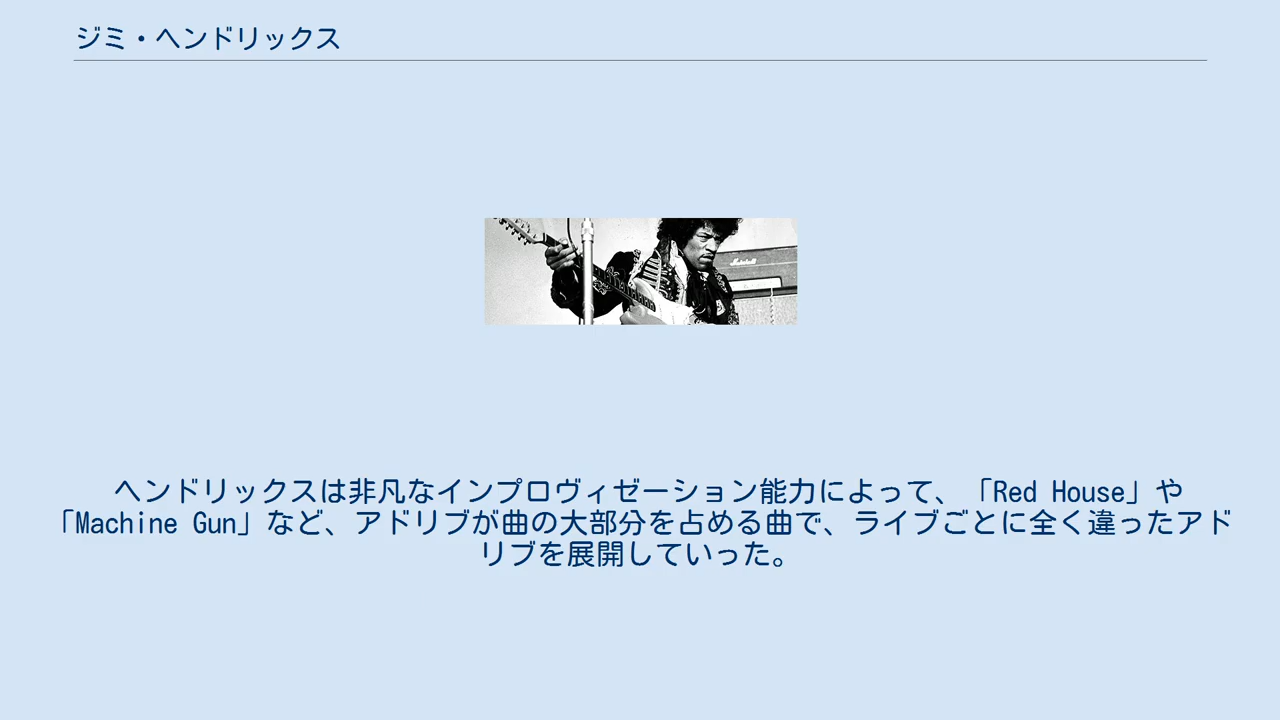 ジミ・ヘンドリックス
Marshall
ヘンドリックスは非凡なインプロヴィゼーション能力によって、「Red House」や
「Machine Gun」など、アドリブが曲の大部分を占める曲で、ライブごとに全く違ったアド
リブを展開していった。